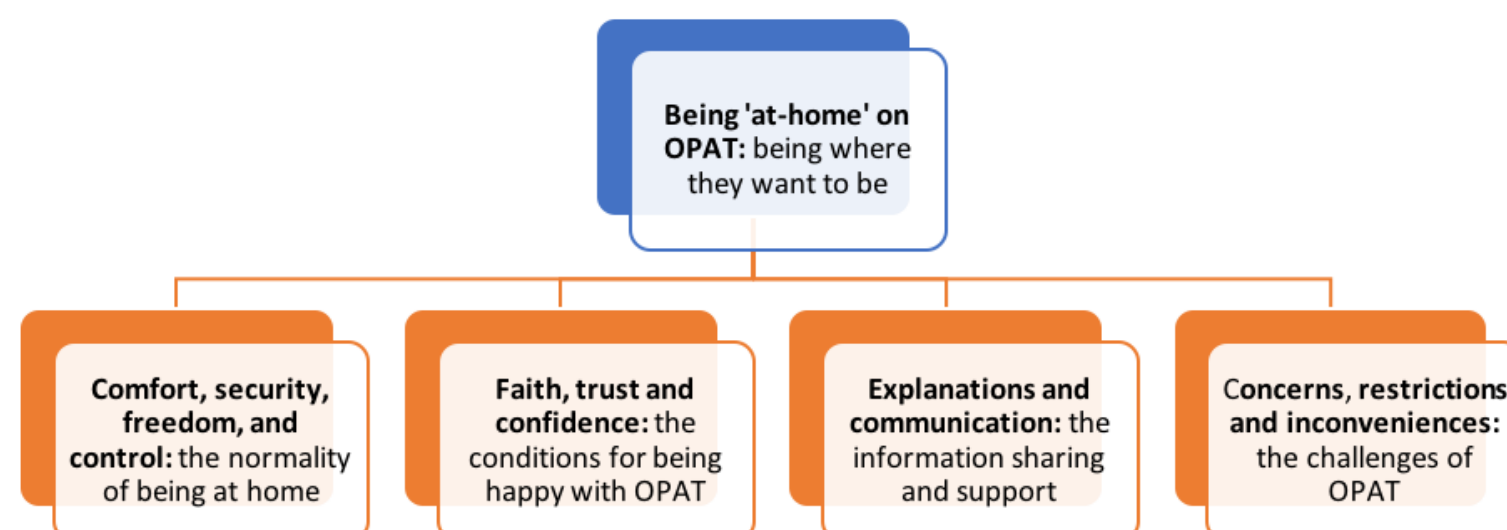 Being 'at-home' on
OPAT: being where
they want to be
Comfort, security,
freedom, and
control: the normality
of being at home
Faith, trust and
confidence: the
conditions for being
happy with OPAT
Explanations and
communication: the
information sharing
and support
Concerns, restrictions
and inconveniences:
the challenges of
OPAT